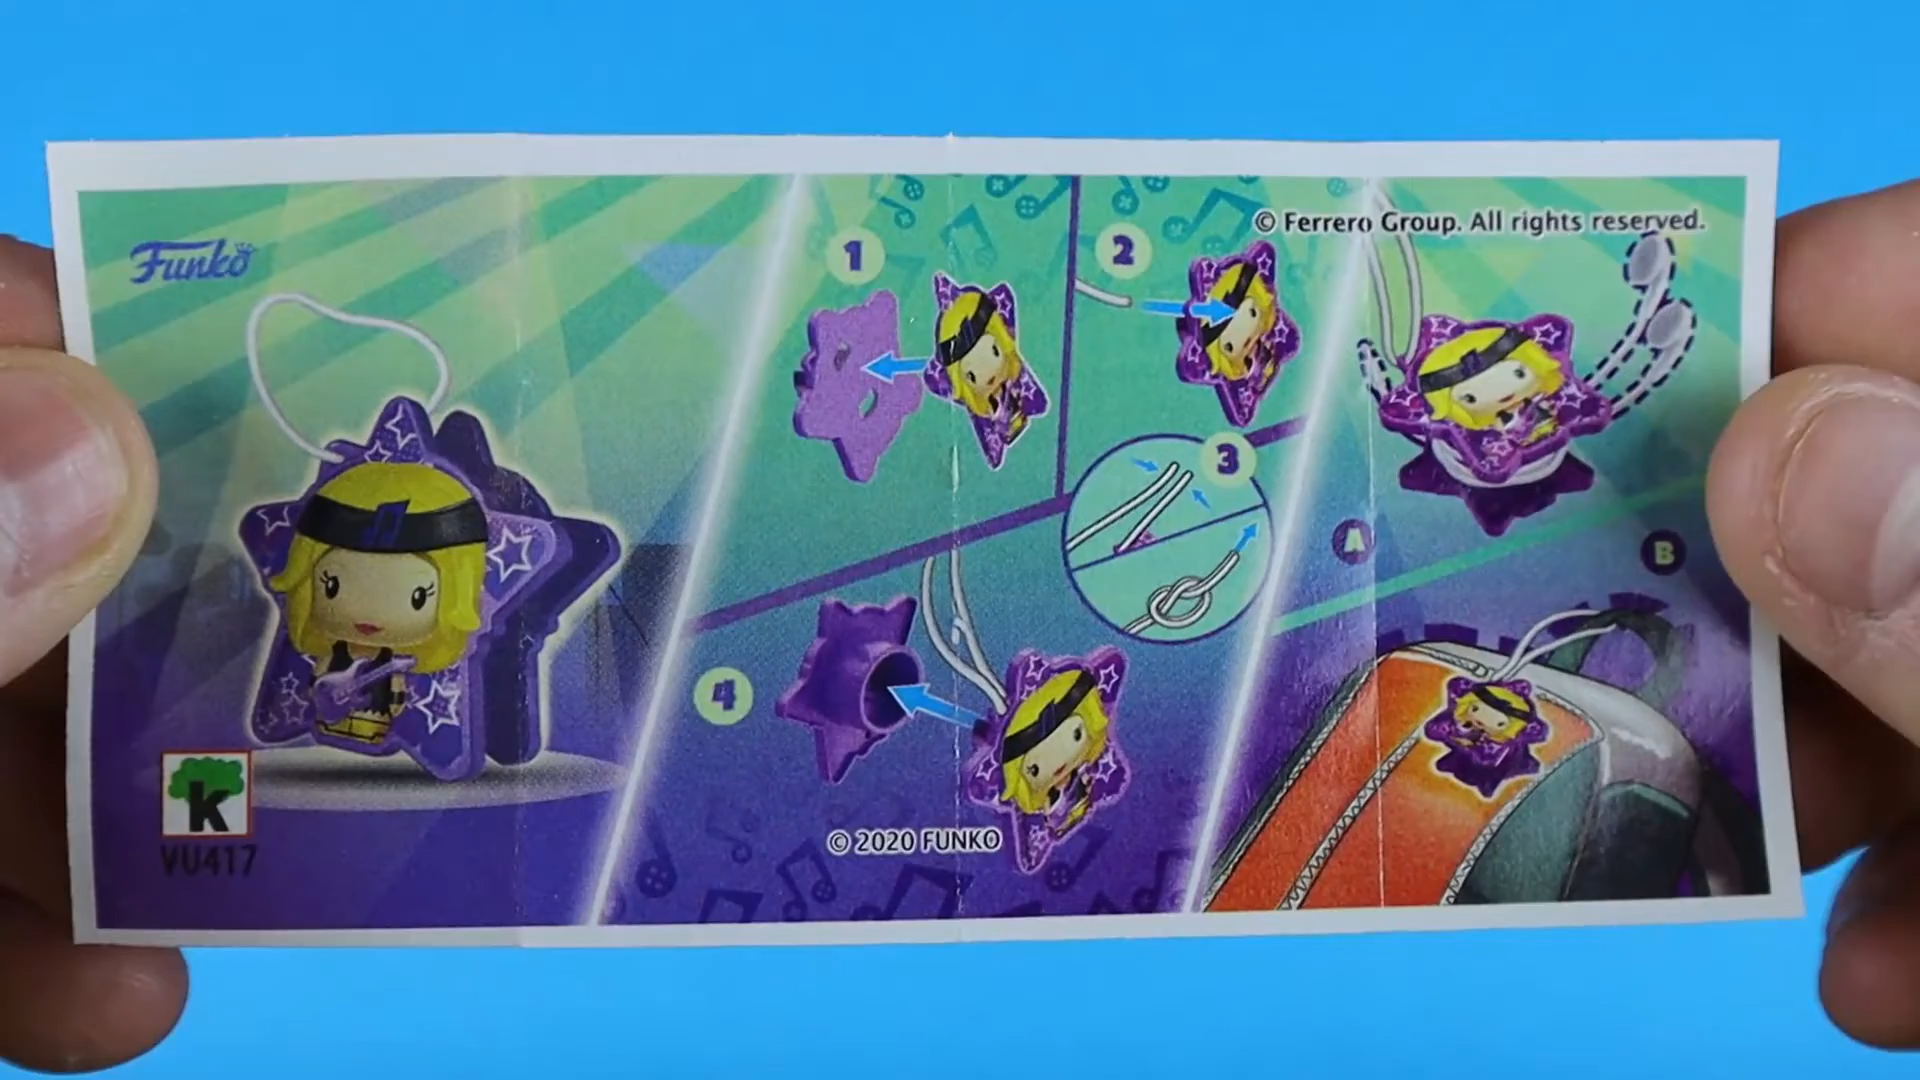 Funko
K
VU417
1
2
3
4
© 2020 FUNKO
© Ferrero Group. All rights reserved.
A
B